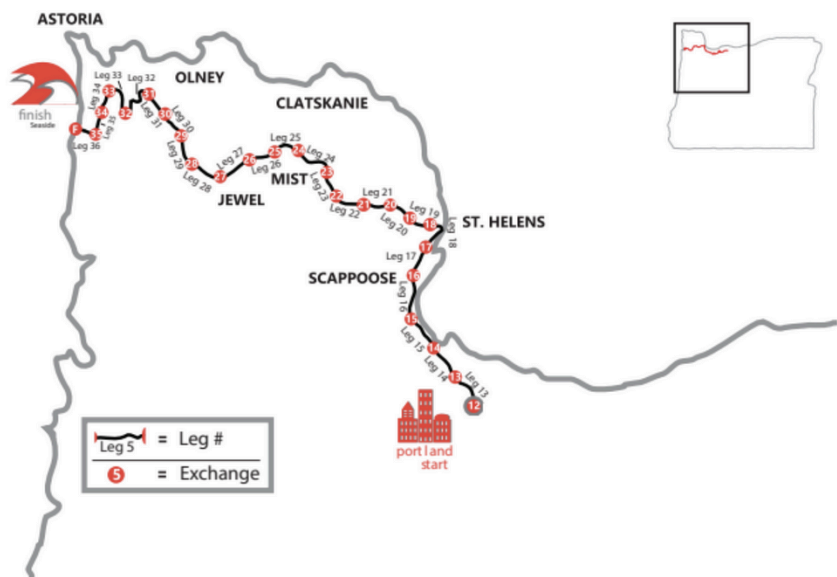 ASTORIA
OLNEY
CLATSKANIE
finish
Seaside
F
Leg 36
35
Leg 35
34
Leg 34
33
Leg 33
32
Leg 32
31
Leg 31
30
Leg 30
29
Leg 29
28
Leg 28
27
Leg 27
JEWEL
26
Leg 26
25
Leg 25
MIST
24
Leg 24
23
Leg 23
22
Leg 22
21
Leg 21
20
Leg 20
19
Leg 19
18
Leg 18
ST. HELENS
17
Leg 17
SCAPPOOSE
16
Leg 16
15
Leg 15
14
Leg 14
13
Leg 13
12
portland
start
Leg 5 = Leg #
5 = Exchange